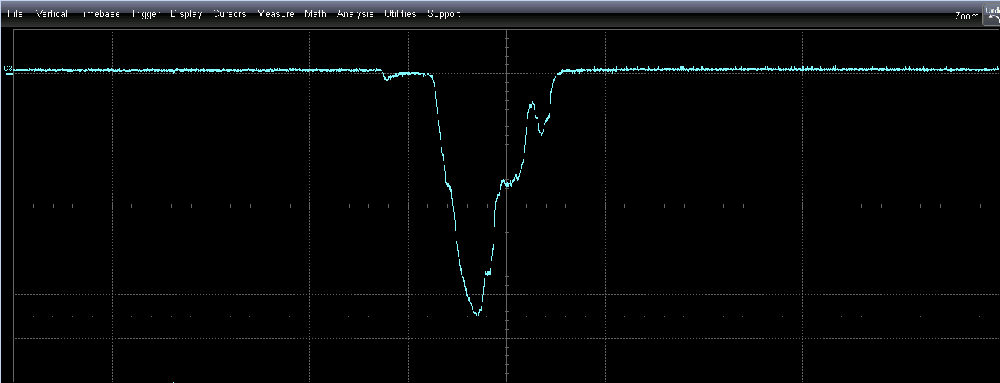 File Vertical Timebase Trigger Display Cursors Measure Math Analysis Utilities Support
Zoom
C3